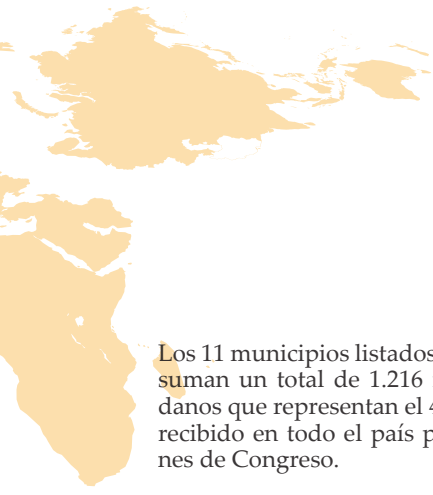 Los 11 municipios listados
suman un total de 1.216
danos que representan el 4
recibido en todo el país p
nes de Congreso.